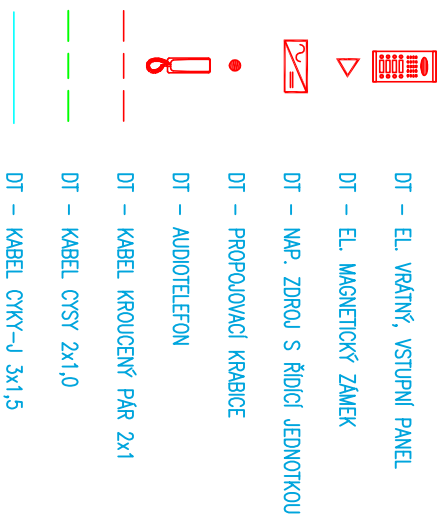 DT - EL. VRÁTNÝ, VSTUPNÍ PANEL
DT - EL. MAGNETICKÝ ZÁMEK
DT - NAP. ZDROJ S ŘÍDÍCÍ JEDNOTKOU
DT - PROPOJOVACÍ KRABICE
DT - AUDIOTELEFON
DT - KABEL KROUCENÝ PÁR 2x1
DT - KABEL CYSY 2x1,0
DT - KABEL CYKY-J 3x1,5